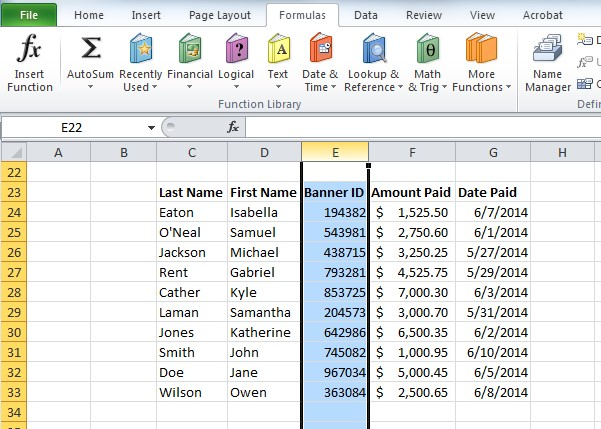 File Home Insert Page Layout Formulas Data Review View Acrobat
fx Σ A ? A θ
Insert Function AutoSum Recently Used Financial Logical Text Date & Time Lookup & Reference Math & Trig More Functions Name Manager
Function Library
E22 fx
A B C D E F G H
22
23 Last Name First Name Banner ID Amount Paid Date Paid
24 Eaton Isabella 194382 $ 1,525.50 6/7/2014
25 O'Neal Samuel 543981 $ 2,750.60 6/1/2014
26 Jackson Michael 438715 $ 3,250.25 5/27/2014
27 Rent Gabriel 793281 $ 4,525.75 5/29/2014
28 Cather Kyle 853725 $ 7,000.30 6/3/2014
29 Laman Samantha 204573 $ 3,000.70 5/31/2014
30 Jones Katherine 642986 $ 6,500.35 6/2/2014
31 Smith John 745082 $ 1,000.95 6/10/2014
32 Doe Jane 967034 $ 5,000.45 6/5/2014
33 Wilson Owen 363084 $ 2,500.65 6/8/2014
34